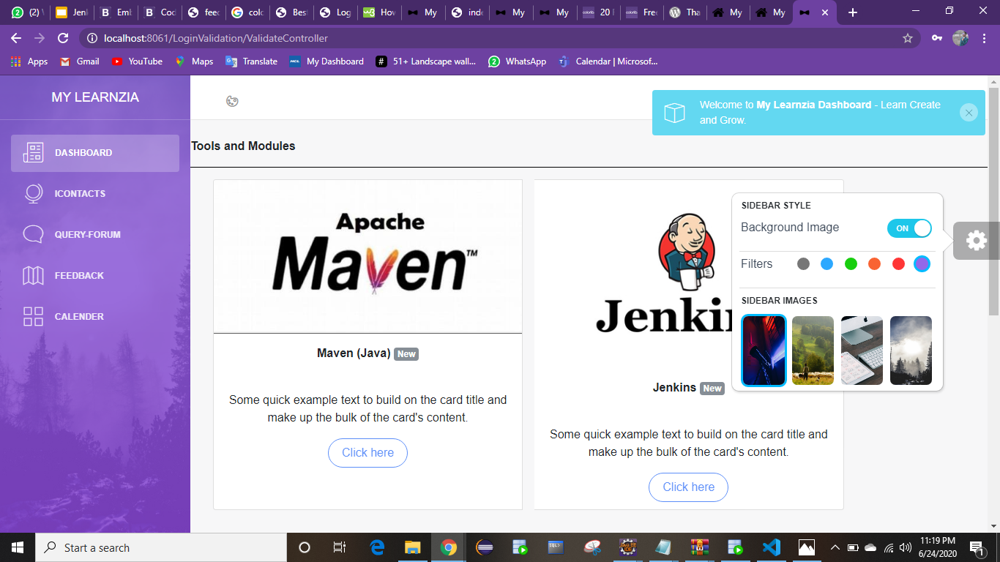 (2) V
Jenk
Emb
Cod
feec
colc
Best
Log
How
My
inde
My
My
20 F
Free
Tha
My
My
localhost:8061/LoginValidation/ValidateController
Apps
Gmail
YouTube
Maps
Translate
My Dashboard
51+ Landscape wall...
WhatsApp
Calendar | Microsof...
MY LEARNZIA
Welcome to My Learnzia Dashboard - Learn Create
and Grow.
DASHBOARD
ICONTACTS
QUERY-FORUM
FEEDBACK
CALENDER
Tools and Modules
Apache
Maven™
Maven (Java) New
Some quick example text to build on the card title and
make up the bulk of the card's content.
Click here
Jenkin
Jenkins New
Some quick example text to build on the card title and
make up the bulk of the card's content.
Click here
SIDEBAR STYLE
Background Image ON
Filters
SIDEBAR IMAGES
Start a search
11:19 PM
6/24/2020
1